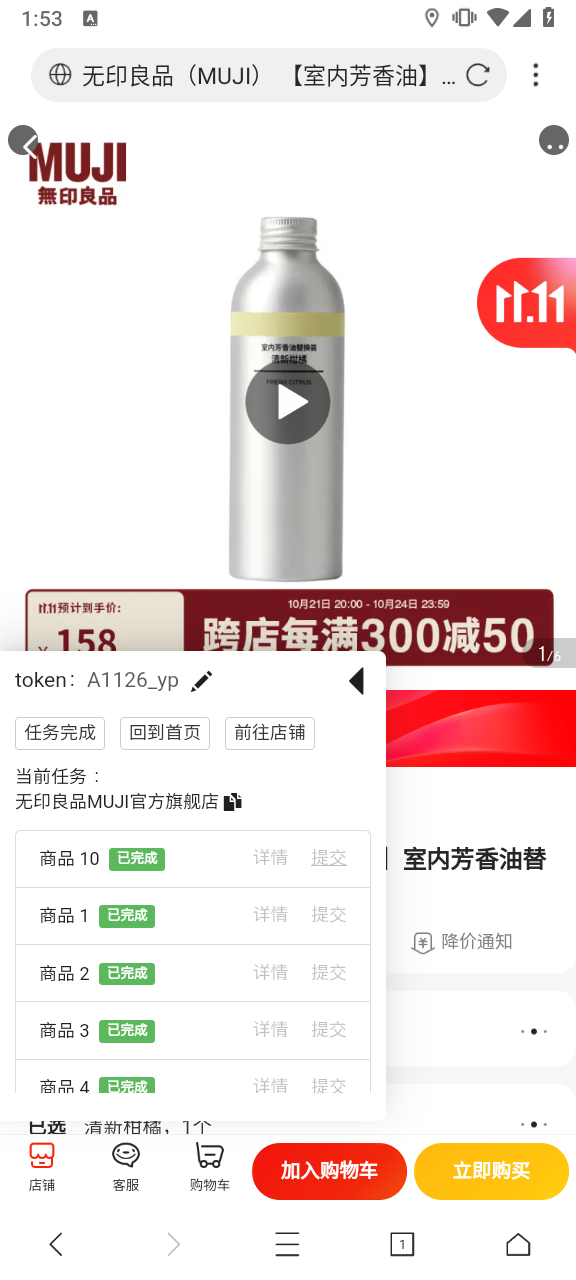 1:53
A
无印良品（MUJI） 【室内芳香油】...
MUJI
無印良品
室内芳香油替换装
清新柑橘
FRESH CITRUS
11.11
11.11预计到手价:
10月21日 20:00 - 10月24日 23:59
¥158
跨店每满300减50
1/6
token: A1126_yp
任务完成 回到首页 前往店铺
当前任务：
无印良品MUJI官方旗舰店
商品 10 已完成 详情 提交
】室内芳香油替
商品 1 已完成 详情 提交
降价通知
商品 2 已完成 详情 提交
商品 3 已完成 详情 提交
商品 4 已完成 详情 提交
已选 清新柑橘，1个
店铺 客服 购物车 加入购物车 立即购买
1